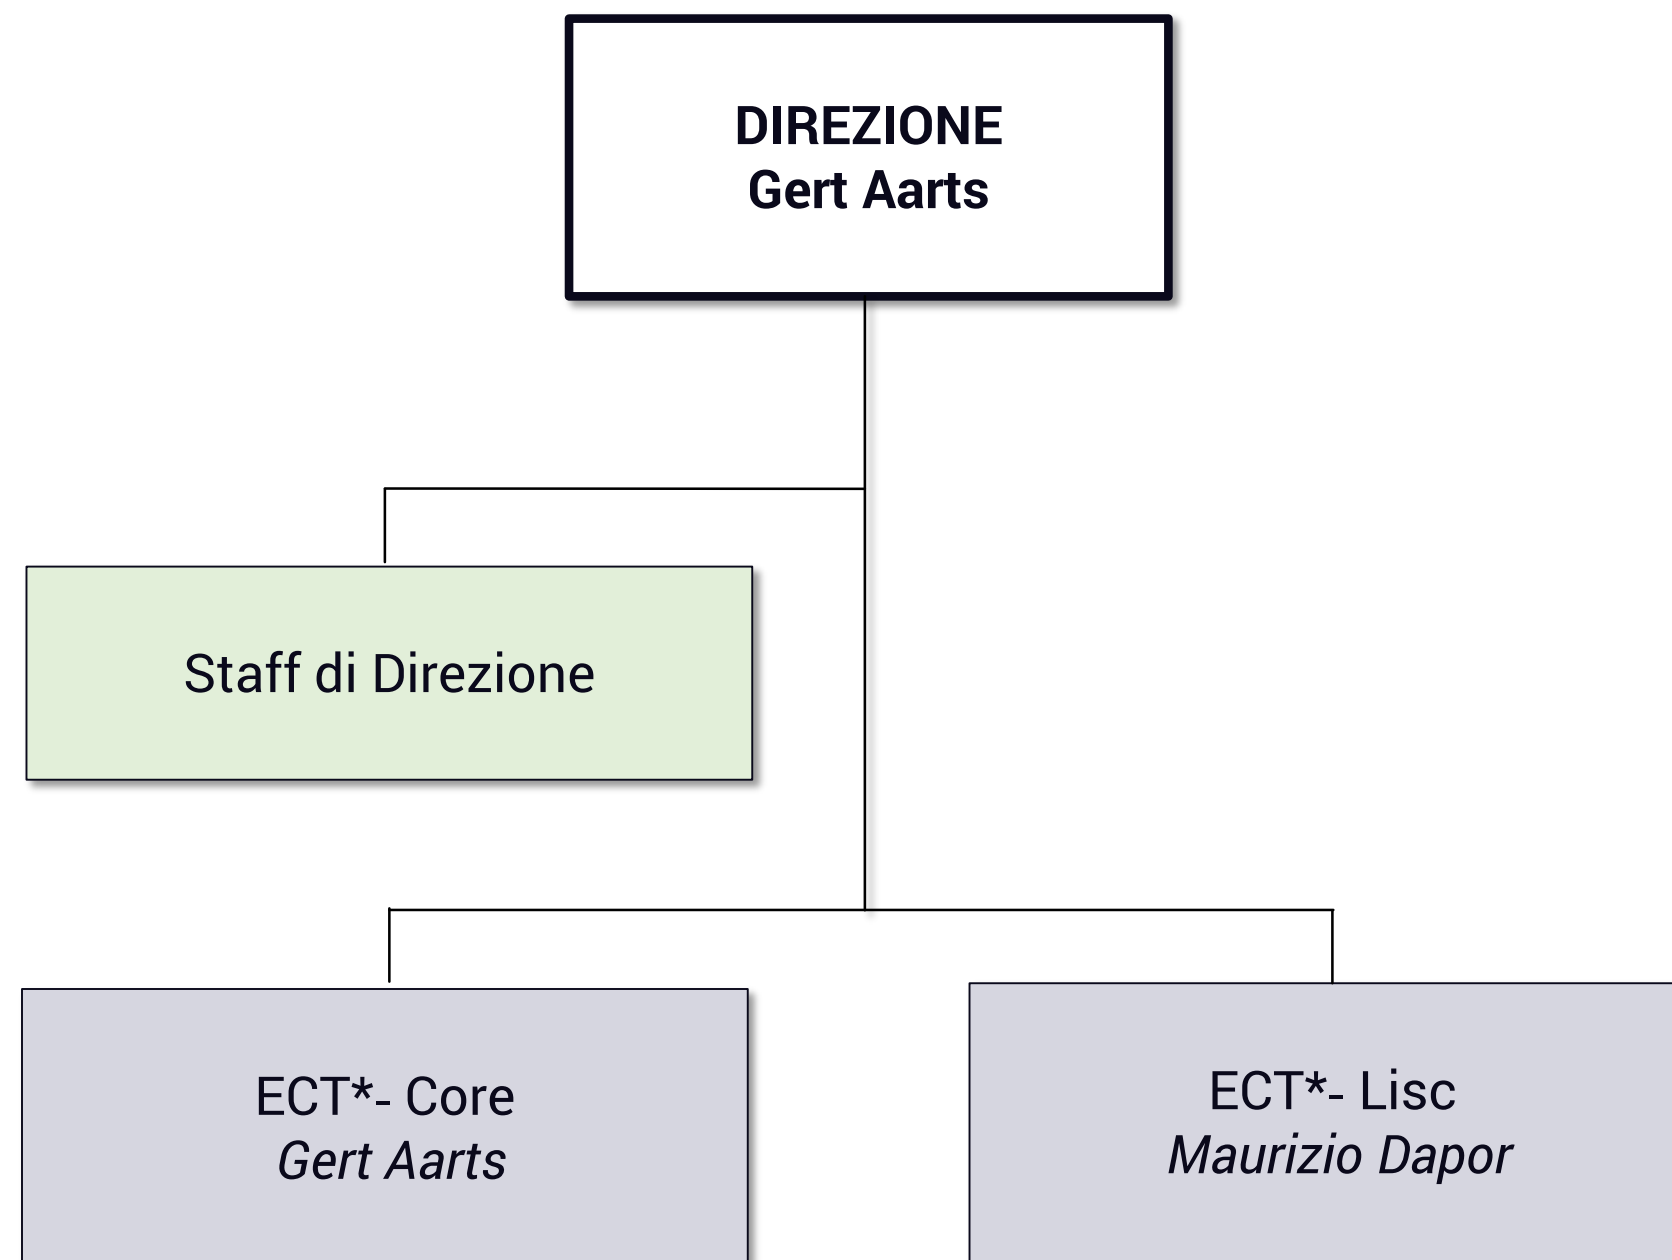 DIREZIONE
Gert Aarts
Staff di Direzione
ECT*- Core
Gert Aarts
ECT*- Lisc
Maurizio Dapor